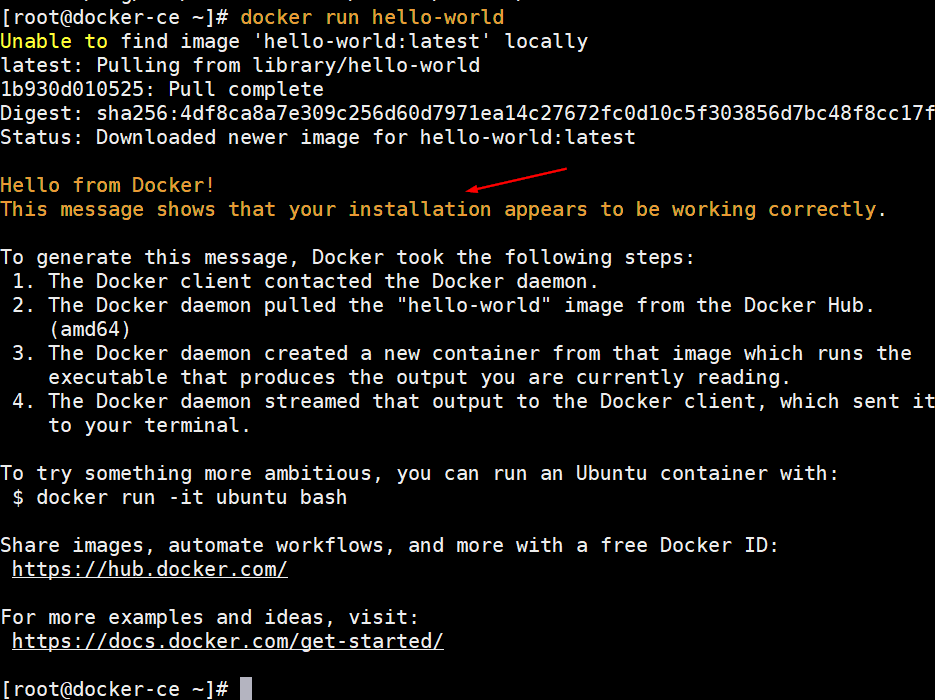 [root@docker-ce ~]# docker run hello-world
Unable to find image 'hello-world:latest' locally
latest: Pulling from library/hello-world
1b930d010525: Pull complete
Digest: sha256:4df8ca8a7e309c256d60d7971ea14c27672fc0d10c5f303856d7bc48f8cc17f
Status: Downloaded newer image for hello-world:latest

Hello from Docker!
This message shows that your installation appears to be working correctly.

To generate this message, Docker took the following steps:
 1. The Docker client contacted the Docker daemon.
 2. The Docker daemon pulled the "hello-world" image from the Docker Hub.
    (amd64)
 3. The Docker daemon created a new container from that image which runs the
    executable that produces the output you are currently reading.
 4. The Docker daemon streamed that output to the Docker client, which sent it
    to your terminal.

To try something more ambitious, you can run an Ubuntu container with:
 $ docker run -it ubuntu bash

Share images, automate workflows, and more with a free Docker ID:
 https://hub.docker.com/

For more examples and ideas, visit:
 https://docs.docker.com/get-started/

[root@docker-ce ~]#